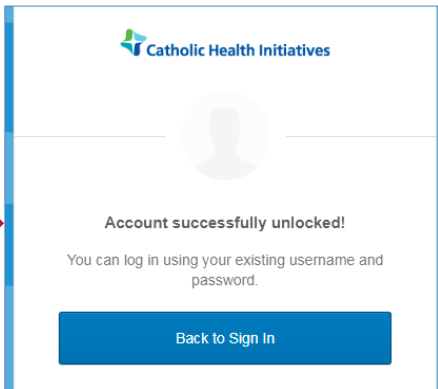 Catholic Health Initiatives
Account successfully unlocked!
You can log in using your existing username and
password.
Back to Sign In